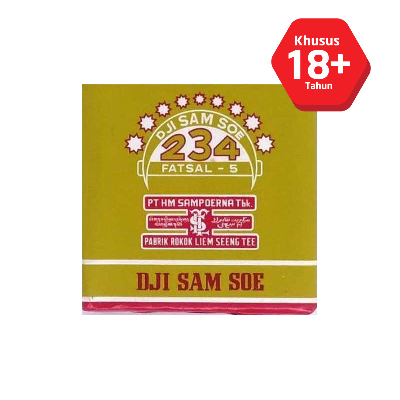 Khusus
18+
Tahun
DJI SAM SOE
234
FATSAL - 5
PT HM SAMPOERNA Tbk.
PABRIK ROKOK LIEM SEENG TEE
DJI SAM SOE